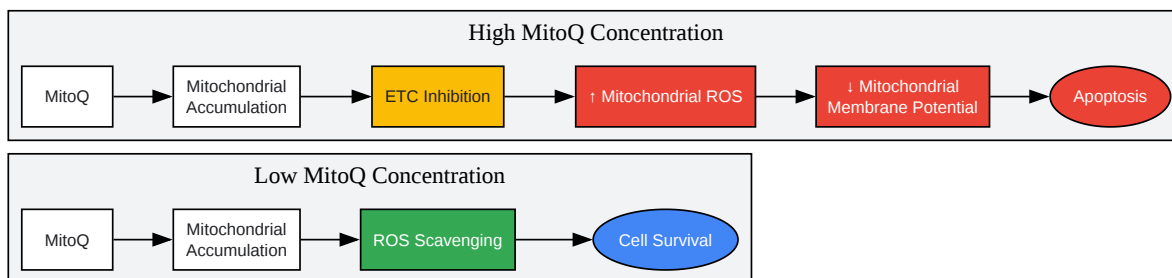 High MitoQ Concentration
MitoQ
Mitochondrial
Accumulation
ETC Inhibition
↑ Mitochondrial ROS
↓ Mitochondrial
Membrane Potential
Apoptosis
Low MitoQ Concentration
MitoQ
Mitochondrial
Accumulation
ROS Scavenging
Cell Survival